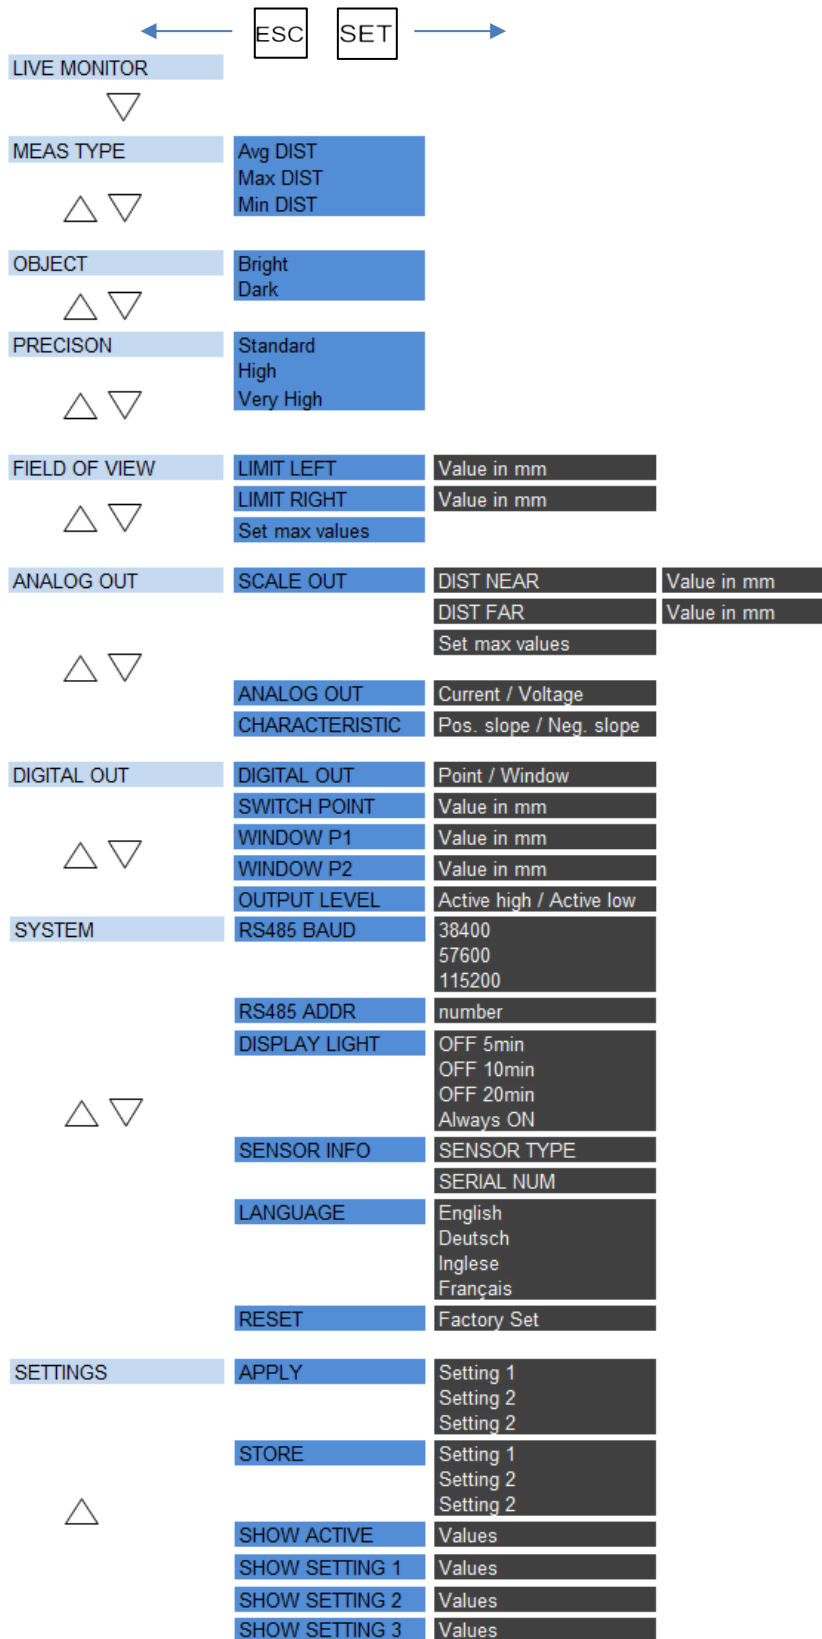 ESC SET
LIVE MONITOR
MEAS TYPE Avg DIST
Max DIST
Min DIST
OBJECT Bright
Dark
PRECISON Standard
High
Very High
FIELD OF VIEW LIMIT LEFT Value in mm
LIMIT RIGHT Value in mm
Set max values
ANALOG OUT SCALE OUT DIST NEAR Value in mm
DIST FAR Value in mm
Set max values
ANALOG OUT Current / Voltage
CHARACTERISTIC Pos. slope / Neg. slope
DIGITAL OUT DIGITAL OUT Point / Window
SWITCH POINT Value in mm
WINDOW P1 Value in mm
WINDOW P2 Value in mm
OUTPUT LEVEL Active high / Active low
SYSTEM RS485 BAUD 38400
57600
115200
RS485 ADDR number
DISPLAY LIGHT OFF 5min
OFF 10min
OFF 20min
Always ON
SENSOR INFO SENSOR TYPE
SERIAL NUM
LANGUAGE English
Deutsch
Inglese
Français
RESET Factory Set
SETTINGS APPLY Setting 1
Setting 2
Setting 2
STORE Setting 1
Setting 2
Setting 2
SHOW ACTIVE Values
SHOW SETTING 1 Values
SHOW SETTING 2 Values
SHOW SETTING 3 Values